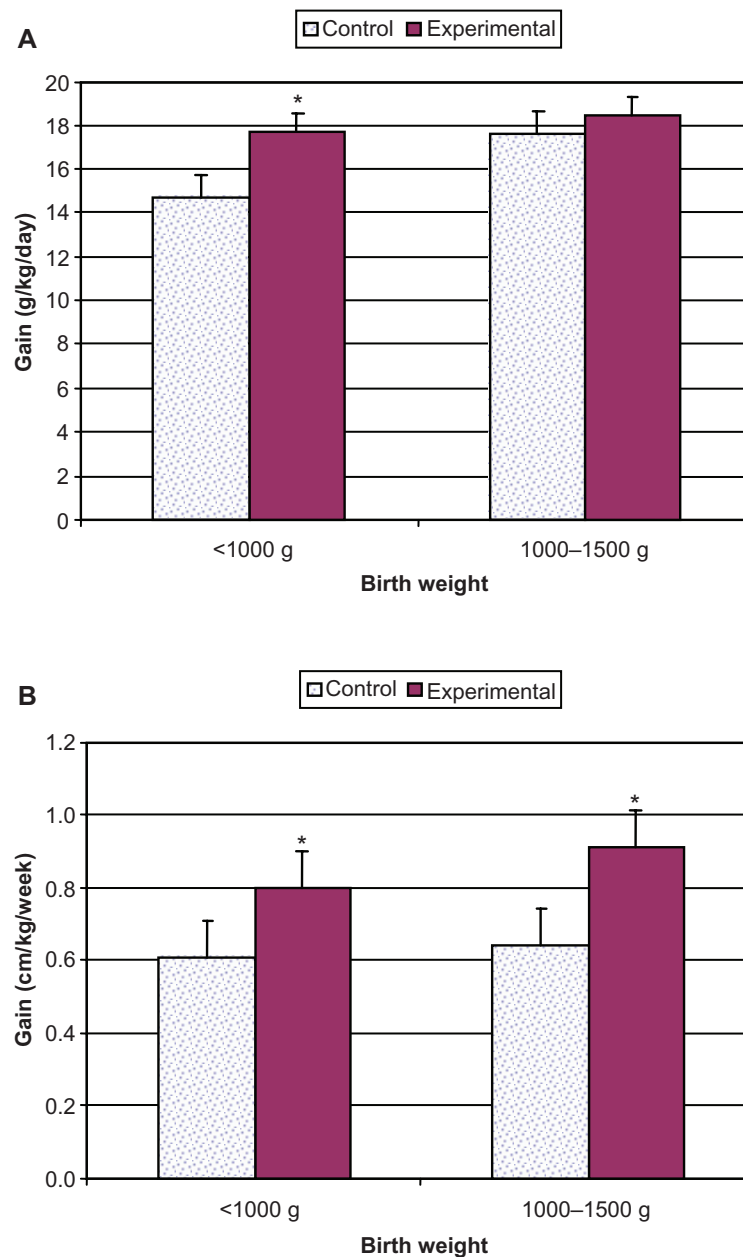 A
Control Experimental
20
18
16
14
12
10
8
6
4
2
0
Gain (g/kg/day)
*
<1000 g 1000–1500 g
Birth weight
B
Control Experimental
1.2
1.0
0.8
0.6
0.4
0.2
0.0
Gain (cm/kg/week)
* *
<1000 g 1000–1500 g
Birth weight